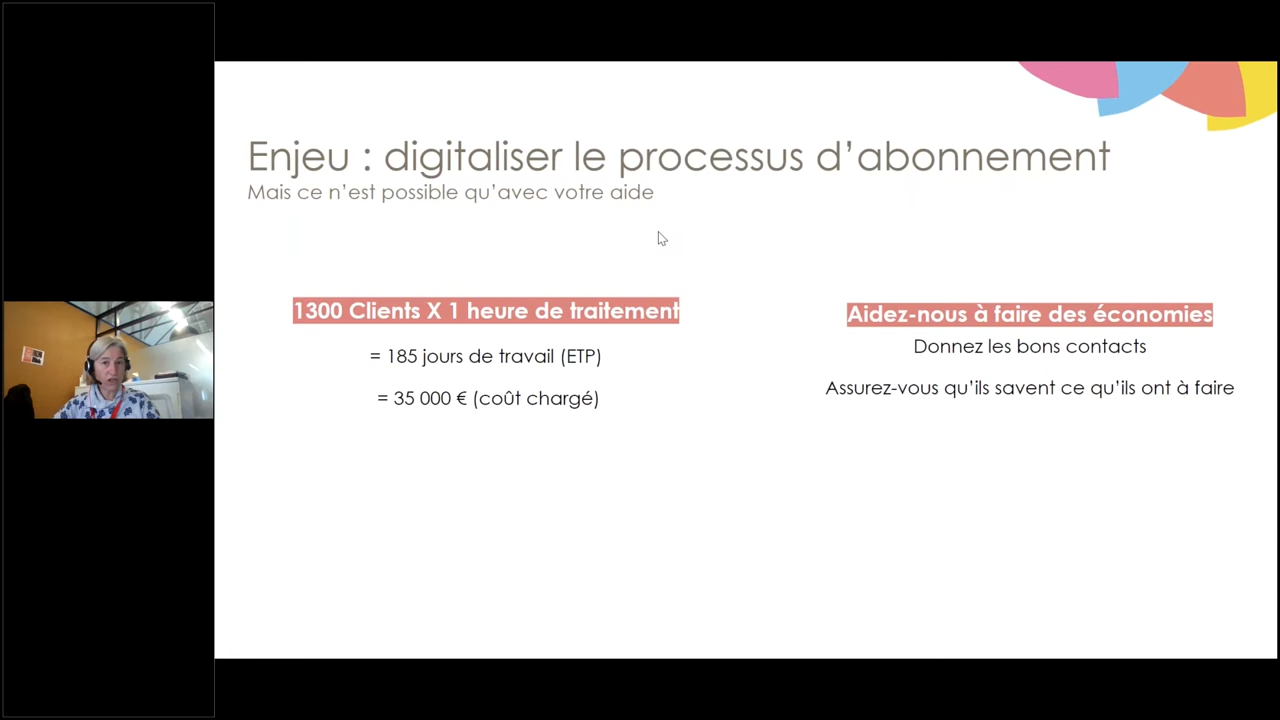 Enjeu : digitaliser le processus d’abonnement
Mais ce n’est possible qu’avec votre aide
1300 Clients X 1 heure de traitement
= 185 jours de travail (ETP)
= 35 000 € (coût chargé)
Aidez-nous à faire des économies
Donnez les bons contacts
Assurez-vous qu’ils savent ce qu’ils ont à faire